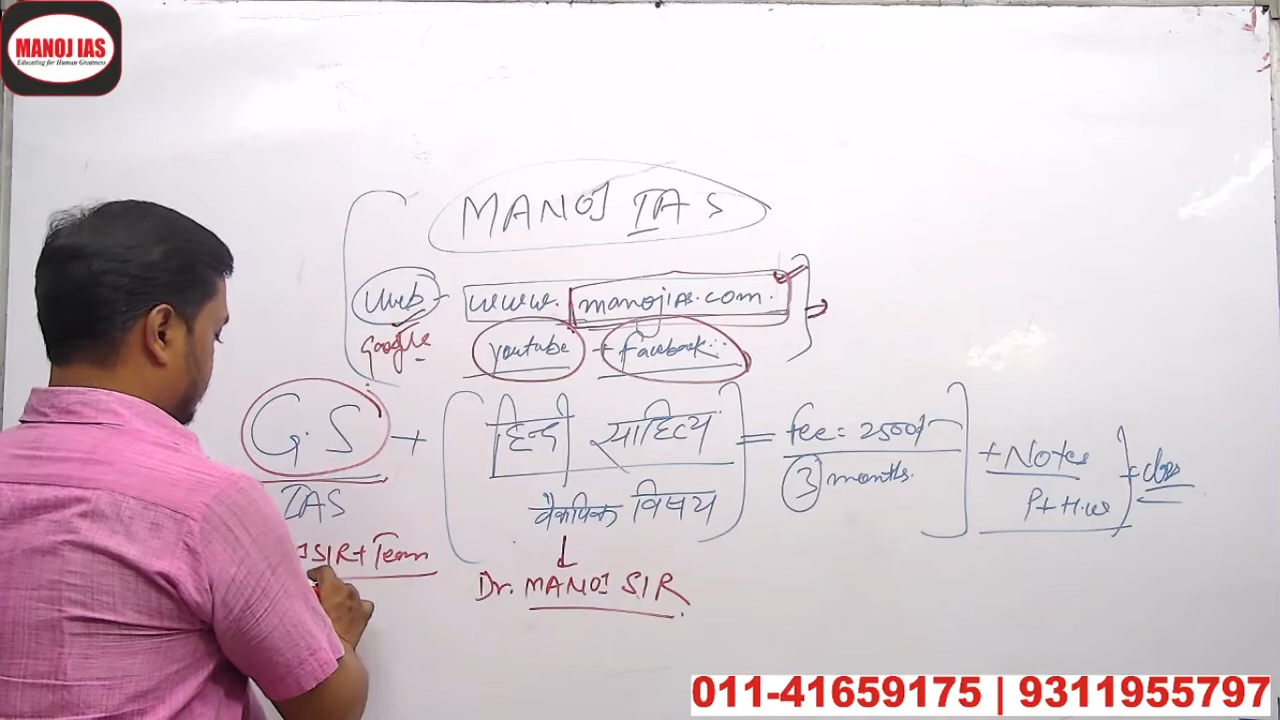 MANOJ IAS
Educating for Human Greatness
MANOJ IAS
Web - www. manojIAS.com.
Google youtube + facebook
G.S + हिन्दी साहित्य = fee: 2500/- + Notes + class
IAS वैकल्पिक विषय 3 months. P+H.W
SIR + Team
Dr. MANOJ SIR
011-41659175 | 9311955797